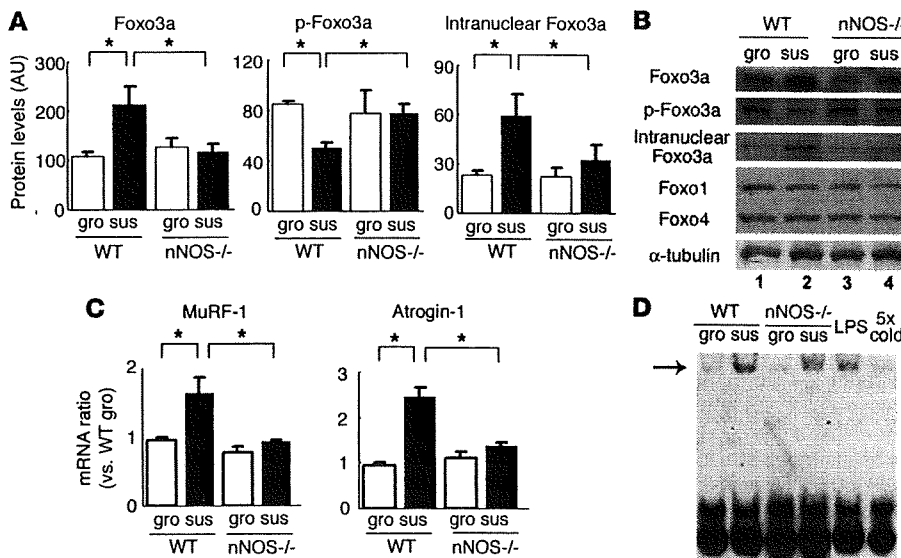 A
Foxo3a
p-Foxo3a
Intranuclear Foxo3a
* *
* *
* *
Protein levels (AU)
300
200
100
0
120
80
40
0
90
60
30
0
gro sus gro sus
WT nNOS-/-
gro sus gro sus
WT nNOS-/-
gro sus gro sus
WT nNOS-/-
B
WT nNOS-/-
gro sus gro sus
Foxo3a
p-Foxo3a
Intranuclear
Foxo3a
Foxo1
Foxo4
α-tubulin
1 2 3 4
C
MuRF-1
Atrogin-1
* *
* *
mRNA ratio
(vs. WT gro)
2
1
0
3
2
1
0
gro sus gro sus
WT nNOS-/-
gro sus gro sus
WT nNOS-/-
D
WT nNOS-/- LPS 5x
gro sus gro sus cold